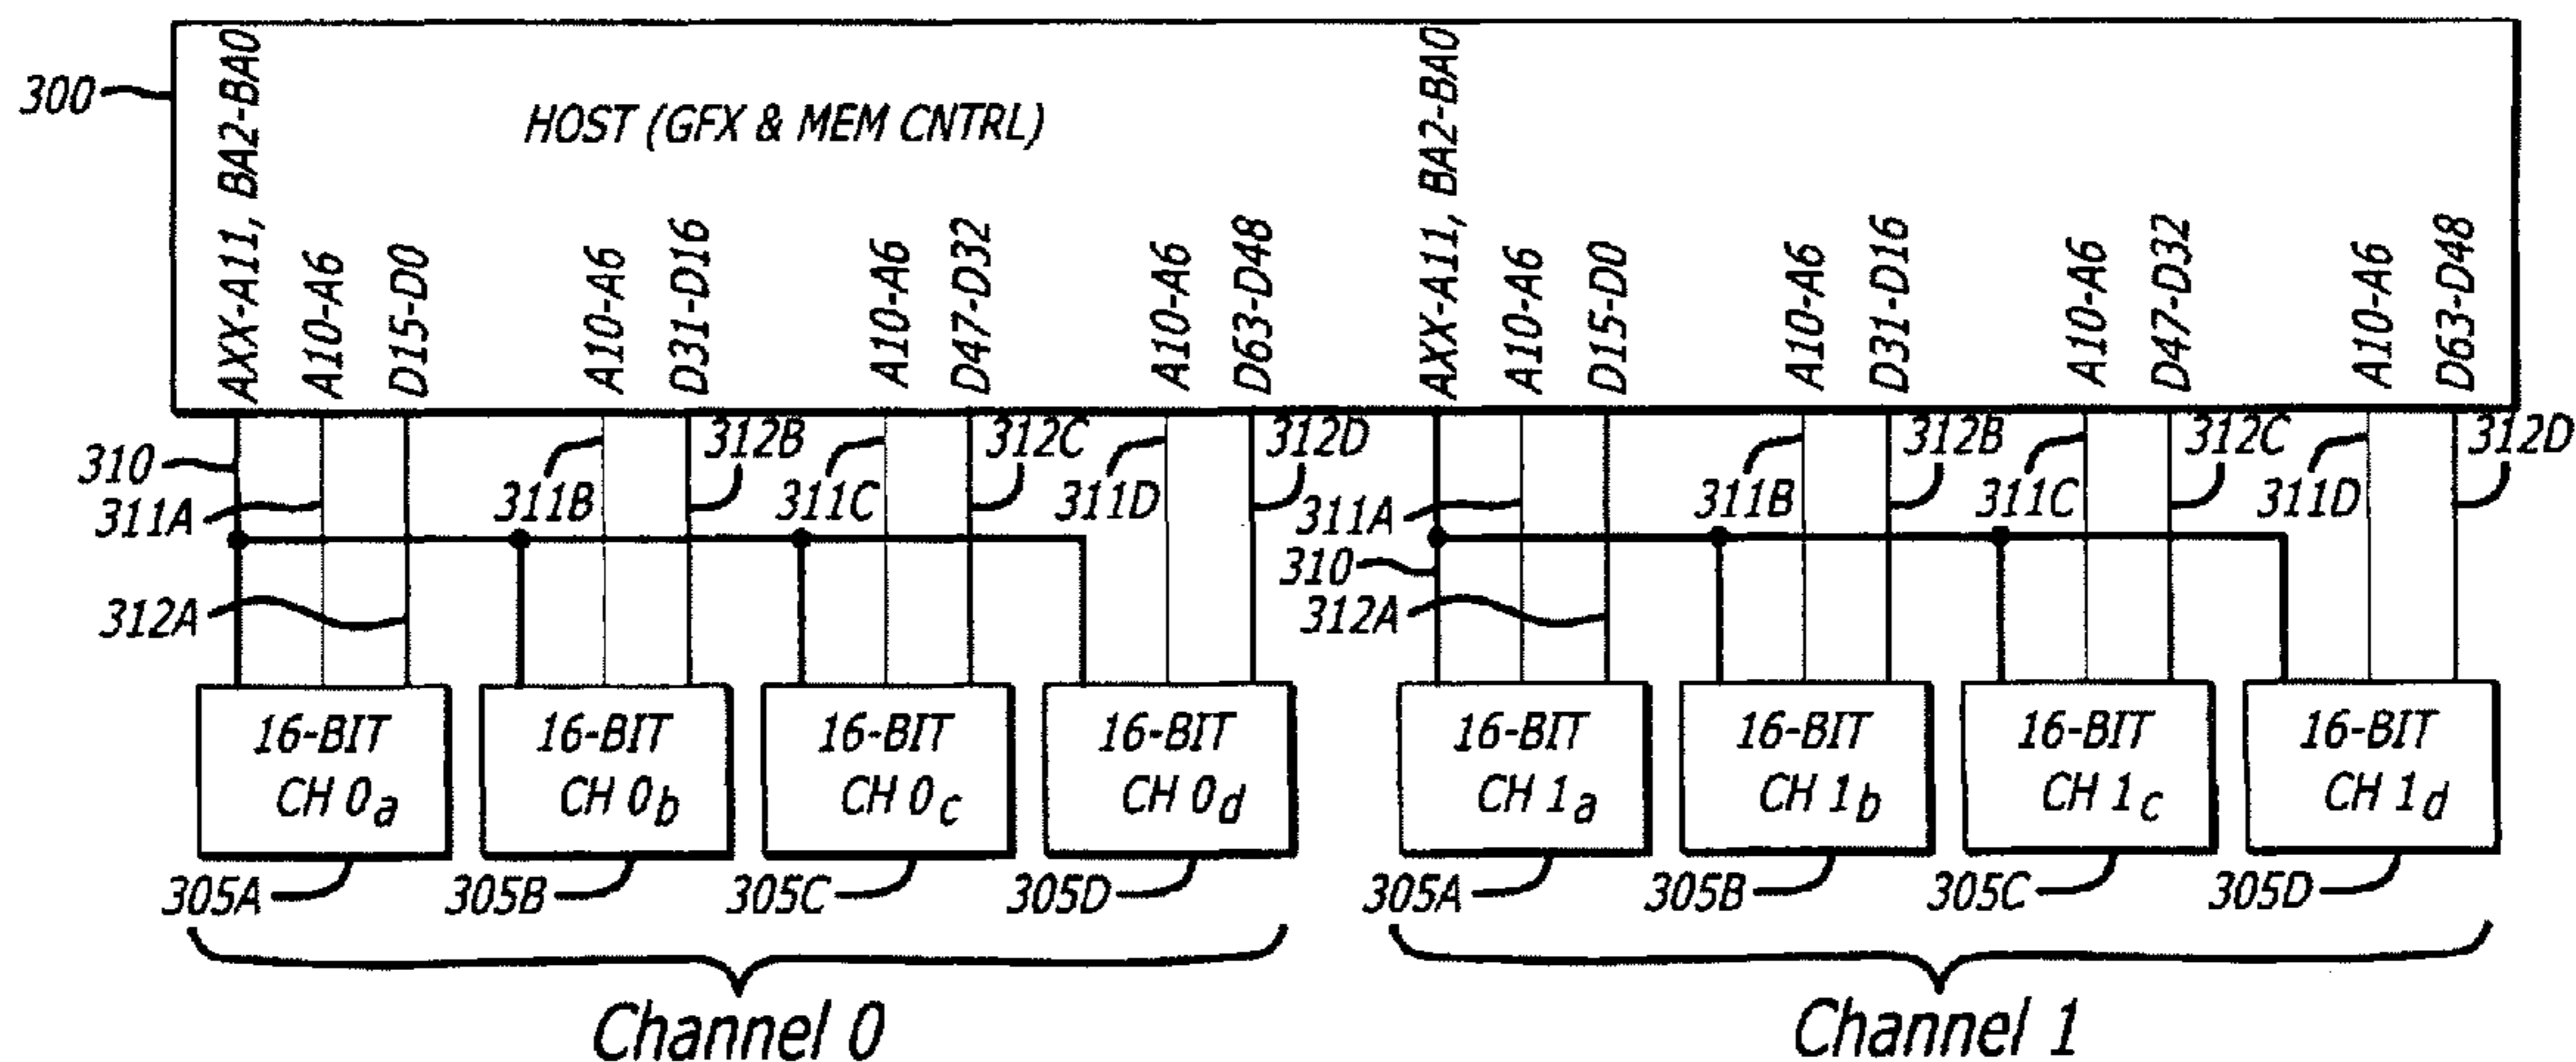 300
HOST (GFX & MEM CNTRL)
AXX-A11, BA2-BA0
A10-A6
D15-D0
A10-A6
D31-D16
A10-A6
D47-D32
A10-A6
D63-D48
AXX-A11, BA2-BA0
A10-A6
D15-D0
A10-A6
D31-D16
A10-A6
D47-D32
A10-A6
D63-D48
310
311A
312A
311B
312B
311C
312C
311D
312D
311A
310
312A
311B
312B
311C
312C
311D
312D
16-BIT
CH 0a
16-BIT
CH 0b
16-BIT
CH 0c
16-BIT
CH 0d
16-BIT
CH 1a
16-BIT
CH 1b
16-BIT
CH 1c
16-BIT
CH 1d
305A
305B
305C
305D
305A
305B
305C
305D
Channel 0
Channel 1